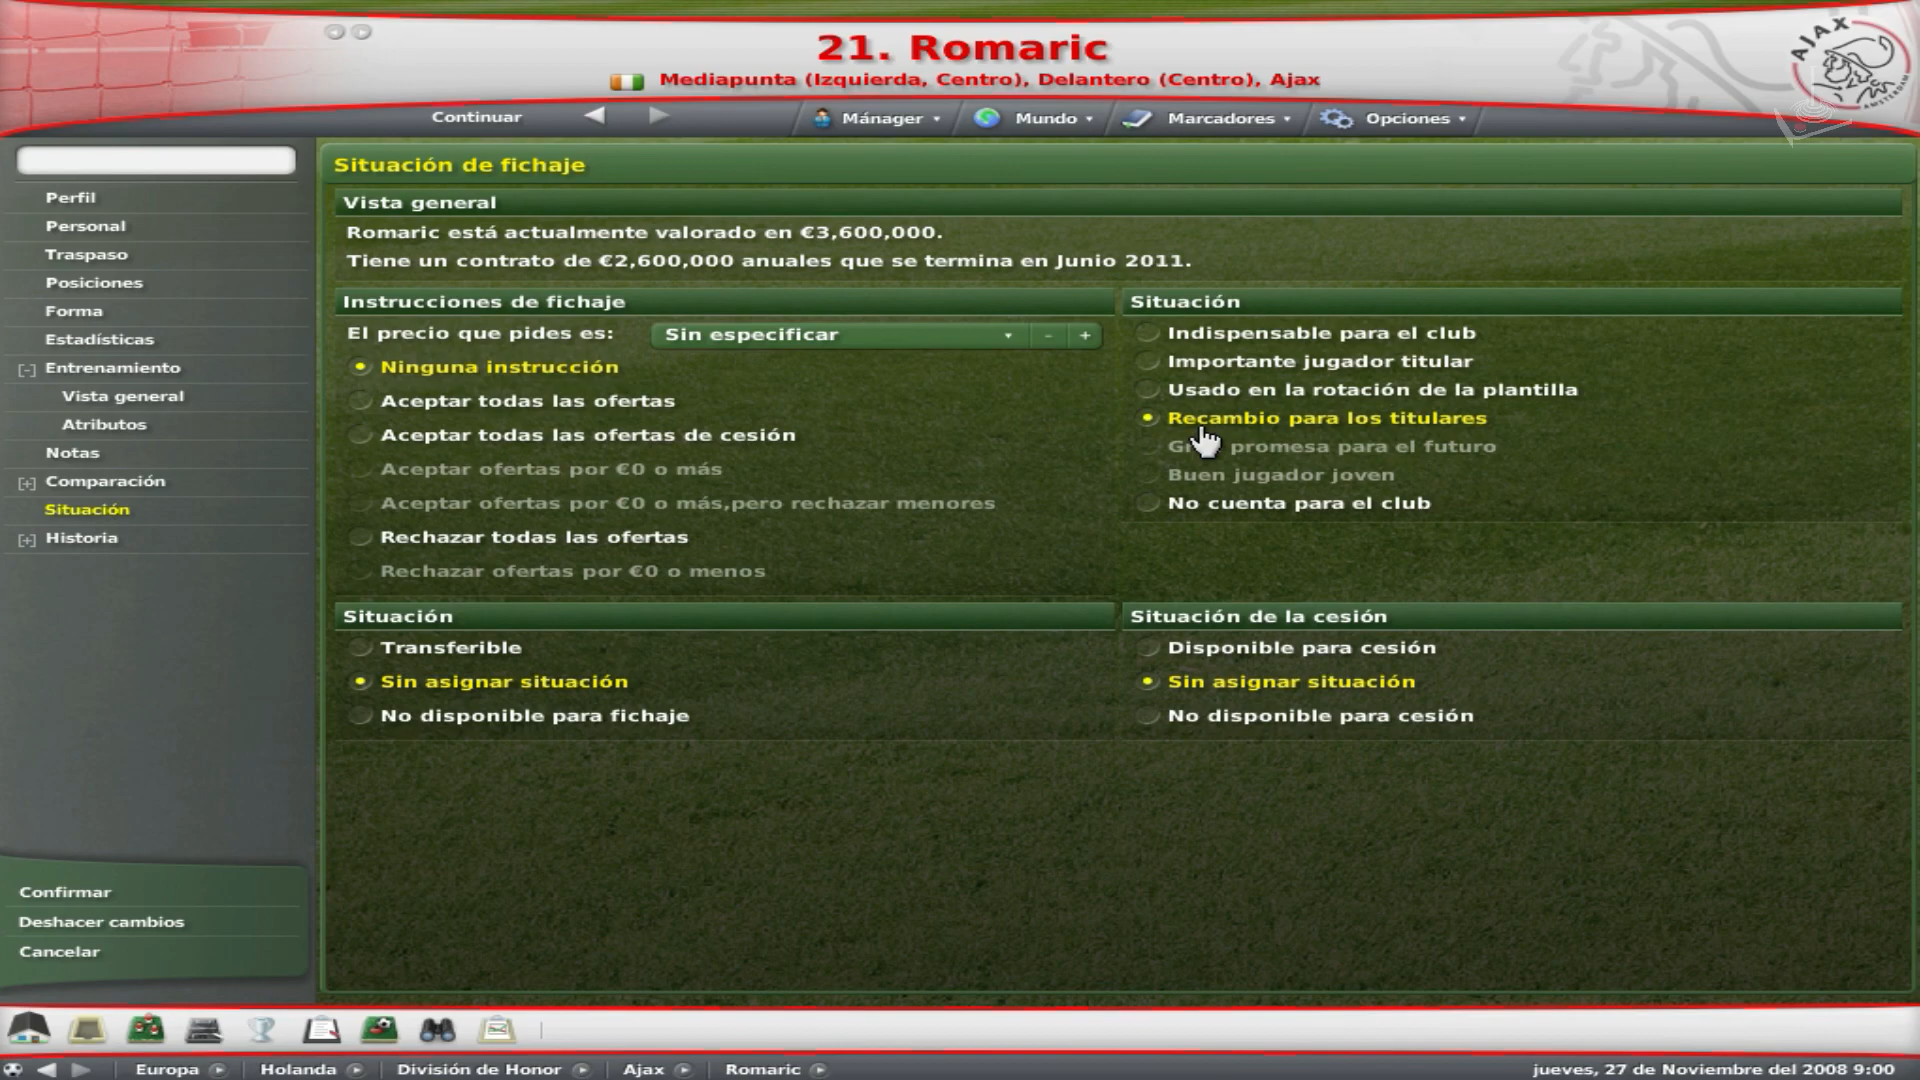 21. Romaric
Mediapunta (Izquierda, Centro), Delantero (Centro), Ajax
AJAX
AMSTERDAM
Continuar
Mánager
Mundo
Marcadores
Opciones
Perfil
Personal
Traspaso
Posiciones
Forma
Estadísticas
[-] Entrenamiento
Vista general
Atributos
Notas
[+] Comparación
Situación
[+] Historia
Confirmar
Deshacer cambios
Cancelar
Situación de fichaje
Vista general
Romaric está actualmente valorado en €3,600,000.
Tiene un contrato de €2,600,000 anuales que se termina en Junio 2011.
Instrucciones de fichaje
El precio que pides es: Sin especificar - +
Ninguna instrucción
Aceptar todas las ofertas
Aceptar todas las ofertas de cesión
Aceptar ofertas por €0 o más
Aceptar ofertas por €0 o más,pero rechazar menores
Rechazar todas las ofertas
Rechazar ofertas por €0 o menos
Situación
Indispensable para el club
Importante jugador titular
Usado en la rotación de la plantilla
Recambio para los titulares
promesa para el futuro
Buen jugador joven
No cuenta para el club
Situación
Transferible
Sin asignar situación
No disponible para fichaje
Situación de la cesión
Disponible para cesión
Sin asignar situación
No disponible para cesión
Europa
Holanda
División de Honor
Ajax
Romaric
jueves, 27 de Noviembre del 2008 9:00